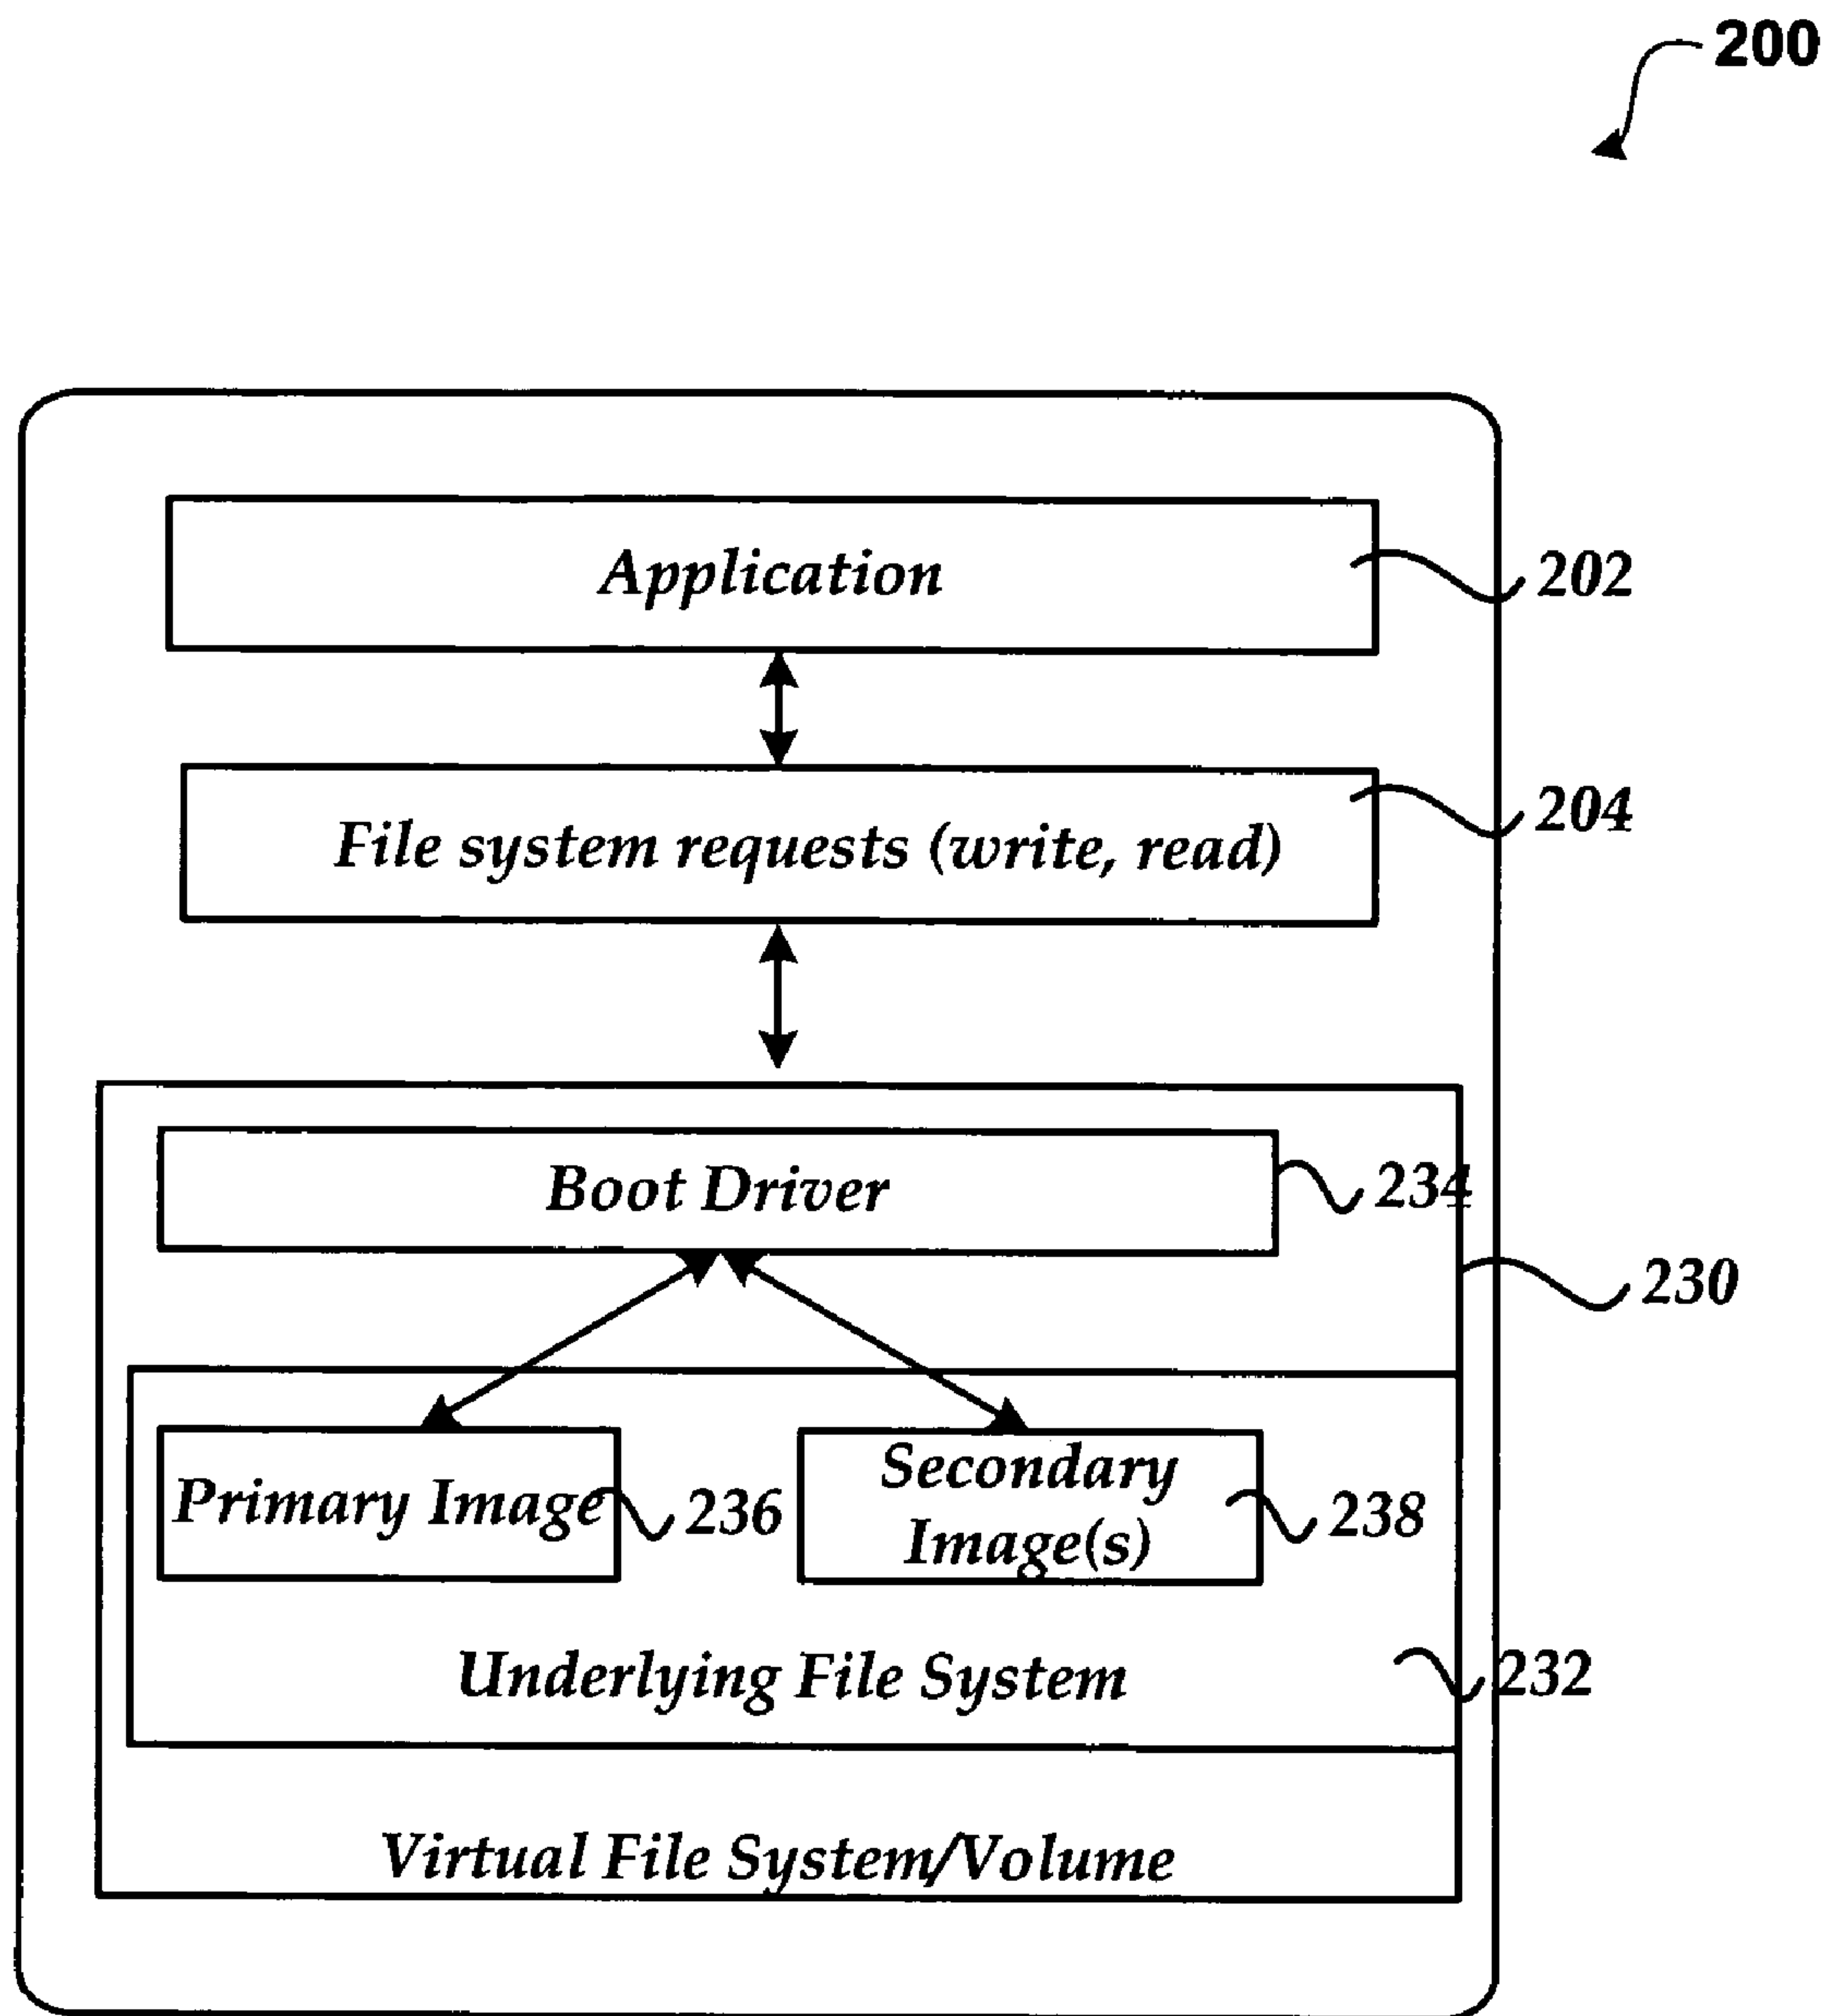 200
Application
202
File system requests (write, read)
204
Boot Driver
234
230
Primary Image
236
Secondary
Image(s)
238
Underlying File System
232
Virtual File System/Volume